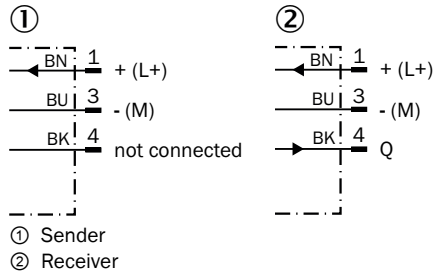 ① ②
BN 1 + (L+) BN 1 + (L+)
BU 3 - (M) BU 3 - (M)
BK 4 not connected BK 4 Q
① Sender
② Receiver